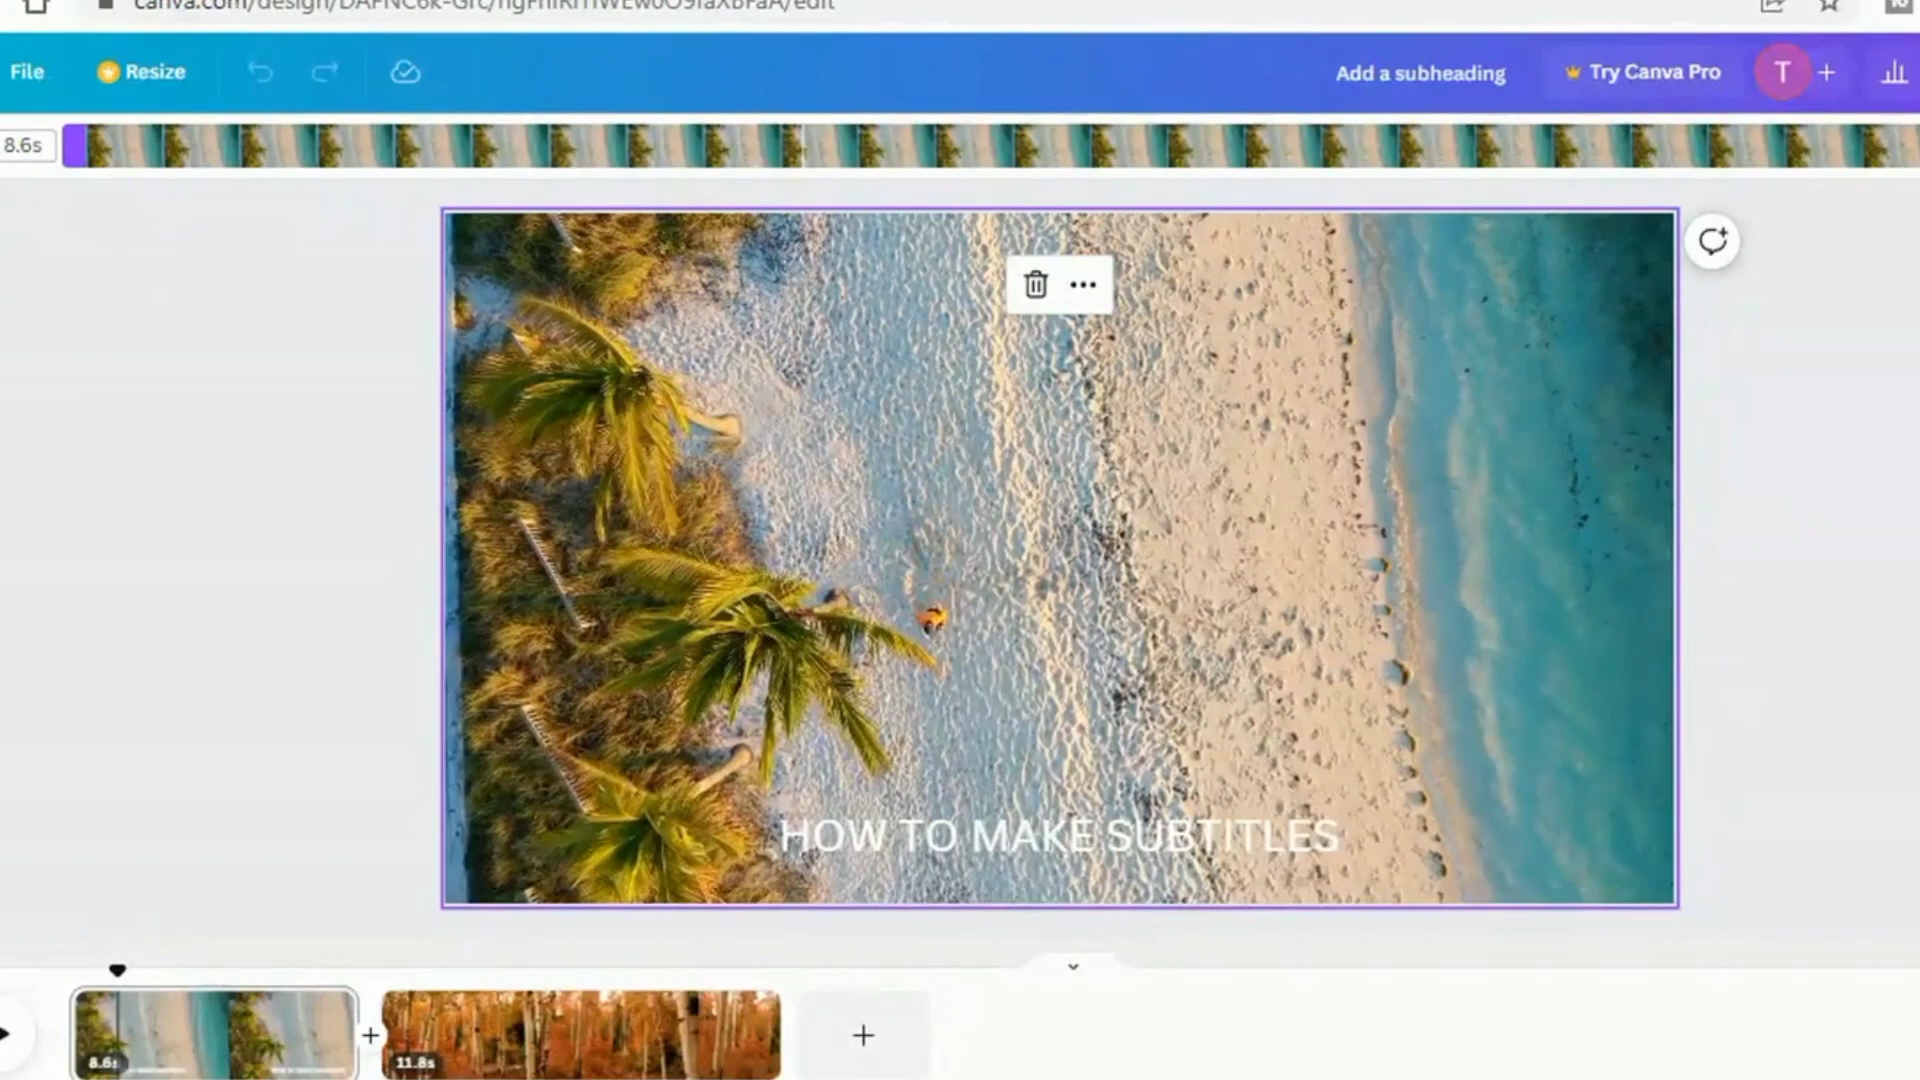 File
Resize
Add a subheading
Try Canva Pro
T
8.6s
HOW TO MAKE SUBTITLES
8.6s
11.8s